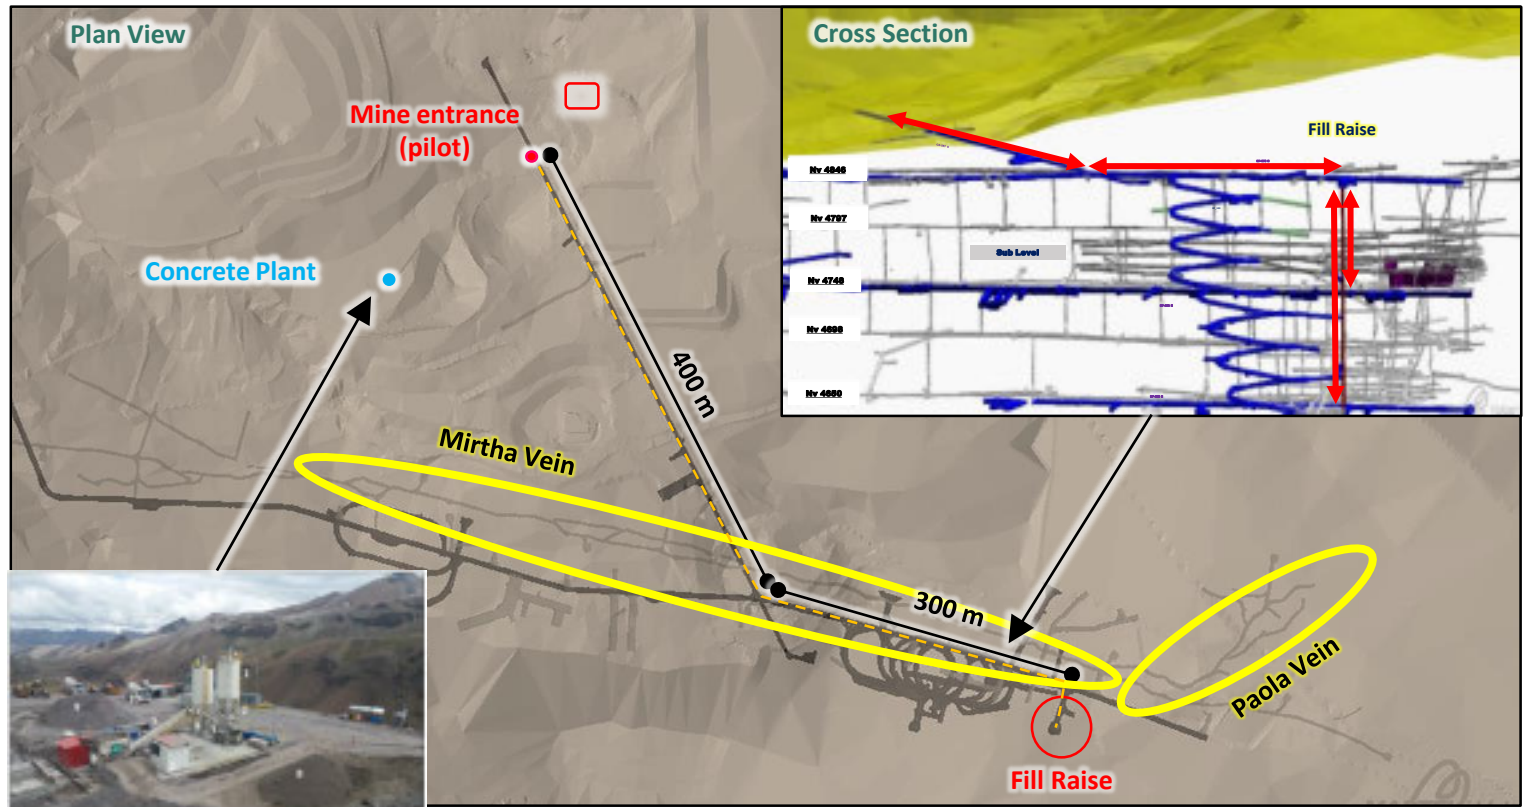 Plan View
Mine entrance
(pilot)
Concrete Plant
400 m
Mirtha Vein
300 m
Paola Vein
Fill Raise
Cross Section
Fill Raise
Nv 4846
Nv 4797
Sub Level
Nv 4748
Nv 4698
Nv 4650